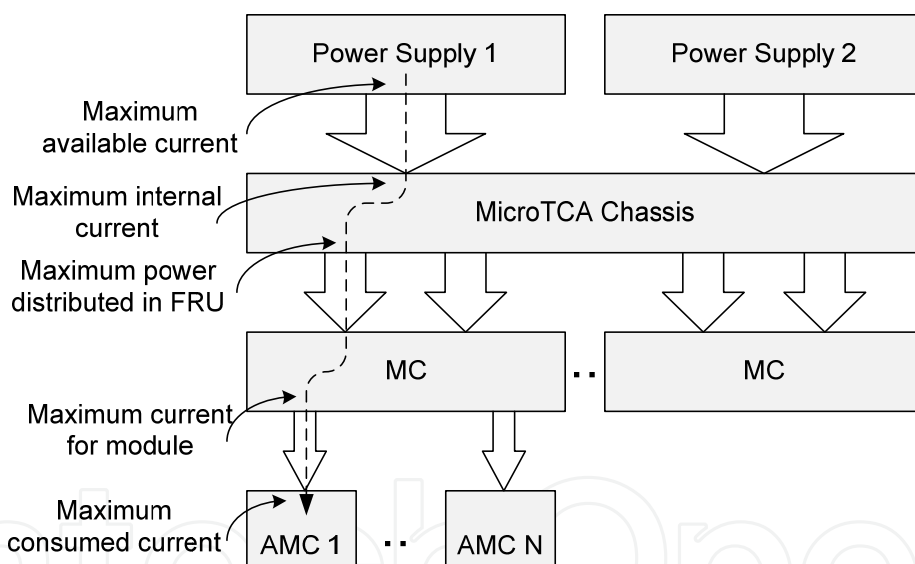 Power Supply 1
Power Supply 2
Maximum
available current
Maximum internal
current
MicroTCA Chassis
Maximum power
distributed in FRU
MC
..
MC
Maximum current
for module
Maximum
consumed current
AMC 1
..
AMC N